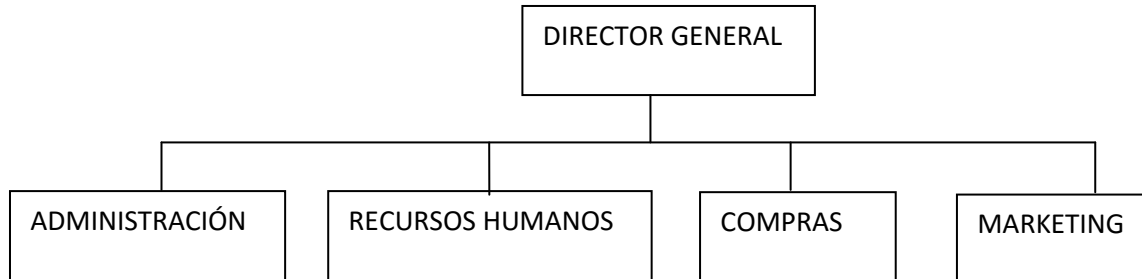 DIRECTOR GENERAL
ADMINISTRACIÓN
RECURSOS HUMANOS
COMPRAS
MARKETING